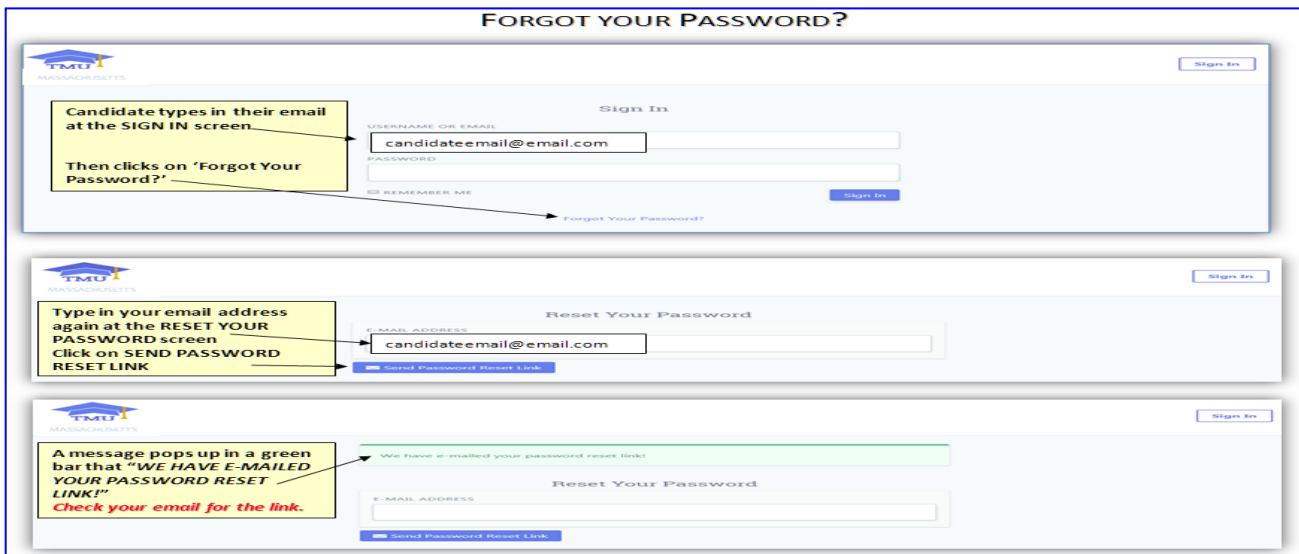 FORGOT YOUR PASSWORD?
TMU
MASSACHUSETTS
Sign In
Candidate types in their email
at the SIGN IN screen
Then clicks on ‘Forgot Your
Password?’
Sign In
USERNAME OR EMAIL
candidateemail@email.com
PASSWORD
REMEMBER ME
Sign In
Forgot Your Password?
TMU
MASSACHUSETTS
Sign In
Type in your email address
again at the RESET YOUR
PASSWORD screen
Click on SEND PASSWORD
RESET LINK
Reset Your Password
E-MAIL ADDRESS
candidateemail@email.com
Send Password Reset Link
TMU
MASSACHUSETTS
Sign In
A message pops up in a green
bar that “WE HAVE E-MAILED
YOUR PASSWORD RESET
LINK!”
Check your email for the link.
We have e-mailed your password reset link!
Reset Your Password
E-MAIL ADDRESS
Send Password Reset Link